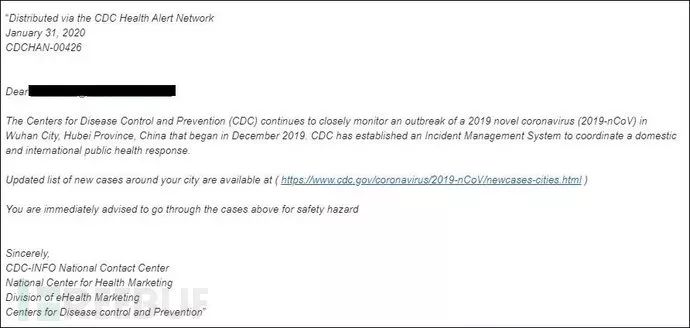 "Distributed via the CDC Health Alert Network
January 31, 2020
CDCHAN-00426
Dear
The Centers for Disease Control and Prevention (CDC) continues to closely monitor an outbreak of a 2019 novel coronavirus (2019-nCoV) in
Wuhan City, Hubei Province, China that began in December 2019. CDC has established an Incident Management System to coordinate a domestic
and international public health response.
Updated list of new cases around your city are available at ( https://www.cdc.gov/coronavirus/2019-nCoV/newcases-cities.html )
You are immediately advised to go through the cases above for safety hazard
Sincerely,
CDC-INFO National Contact Center
National Center for Health Marketing
Division of eHealth Marketing
Centers for Disease control and Prevention"